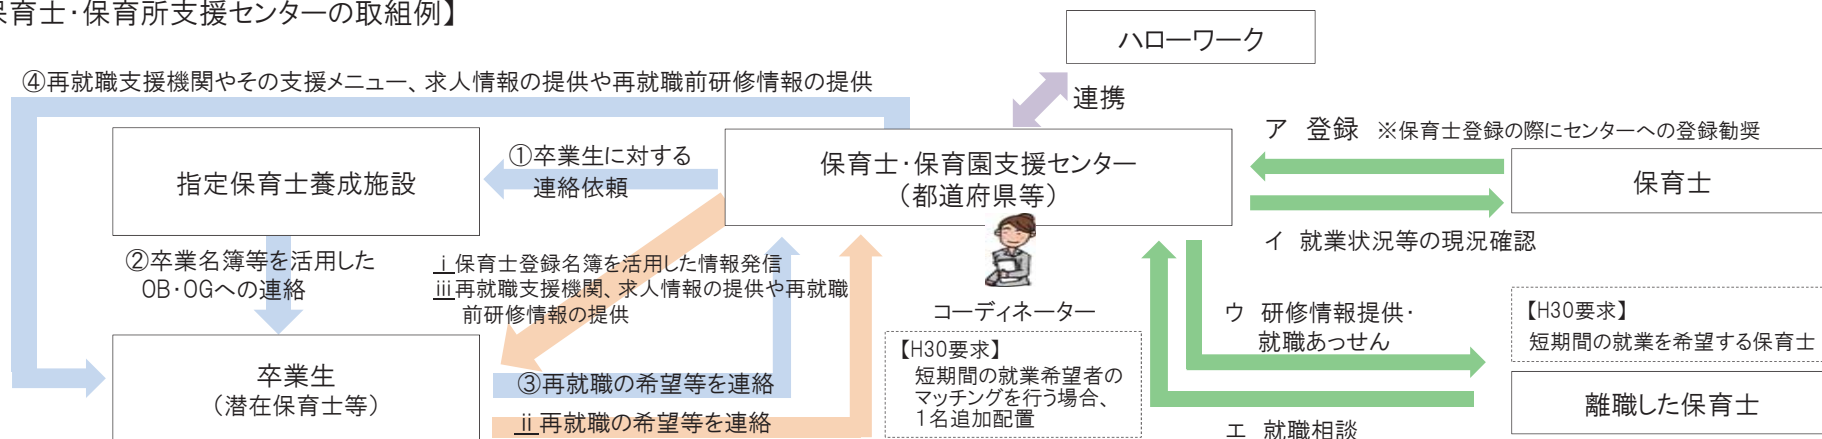 保育士・保育所支援センターの取組例】
ハローワーク
④再就職支援機関やその支援メニュー、求人情報の提供や再就職前研修情報の提供
連携
ア 登録 ※保育士登録の際にセンターへの登録勧奨
指定保育士養成施設
①卒業生に対する
連絡依頼
保育士・保育園支援センター
（都道府県等）
保育士
イ 就業状況等の現況確認
②卒業名簿等を活用した
OB・OGへの連絡
ⅰ保育士登録名簿を活用した情報発信
ⅲ再就職支援機関、求人情報の提供や再就職
前研修情報の提供
コーディネーター
【H30要求】
短期間の就業希望者の
マッチングを行う場合、
1名追加配置
ウ 研修情報提供・
就職あっせん
【H30要求】
短期間の就業を希望する保育士
卒業生
（潜在保育士等）
③再就職の希望等を連絡
ⅱ再就職の希望等を連絡
離職した保育士
エ 就職相談